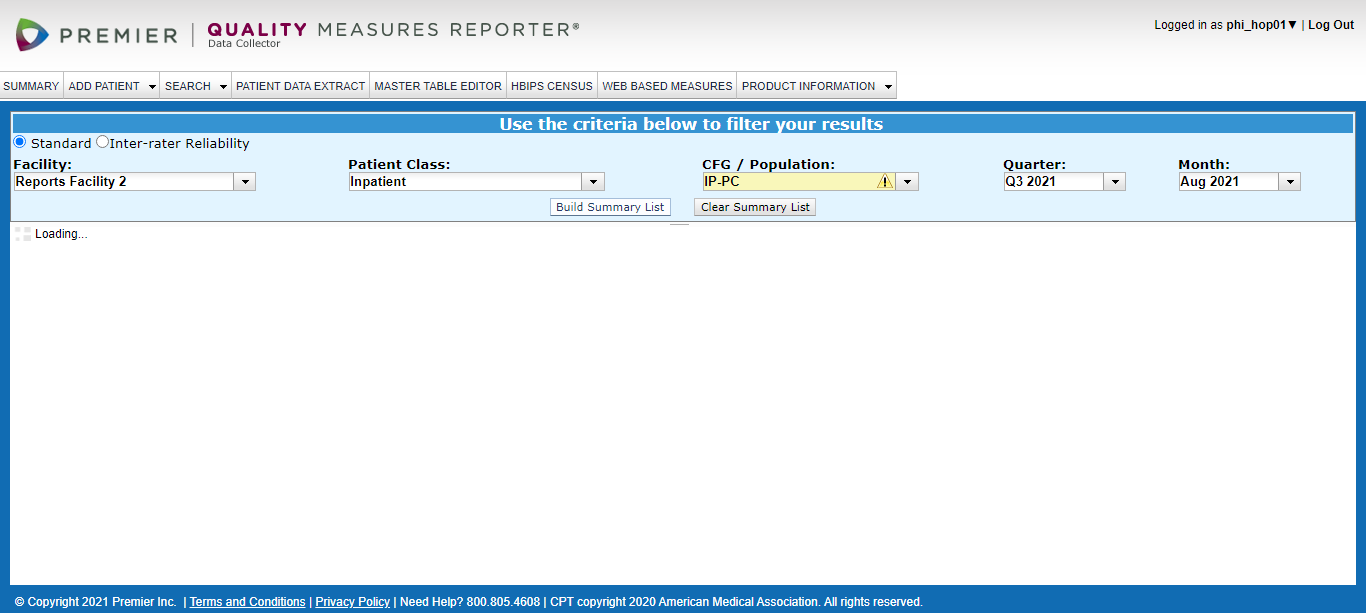 PREMIER | QUALITY MEASURES REPORTER®
Data Collector
Logged in as phi_hop01▼ | Log Out
SUMMARY ADD PATIENT SEARCH PATIENT DATA EXTRACT MASTER TABLE EDITOR HBIPS CENSUS WEB BASED MEASURES PRODUCT INFORMATION
Use the criteria below to filter your results
Standard Inter-rater Reliability
Facility: Patient Class: CFG / Population: Quarter: Month:
Reports Facility 2 Inpatient IP-PC Q3 2021 Aug 2021
Build Summary List Clear Summary List
Loading...
© Copyright 2021 Premier Inc. | Terms and Conditions | Privacy Policy | Need Help? 800.805.4608 | CPT copyright 2020 American Medical Association. All rights reserved.